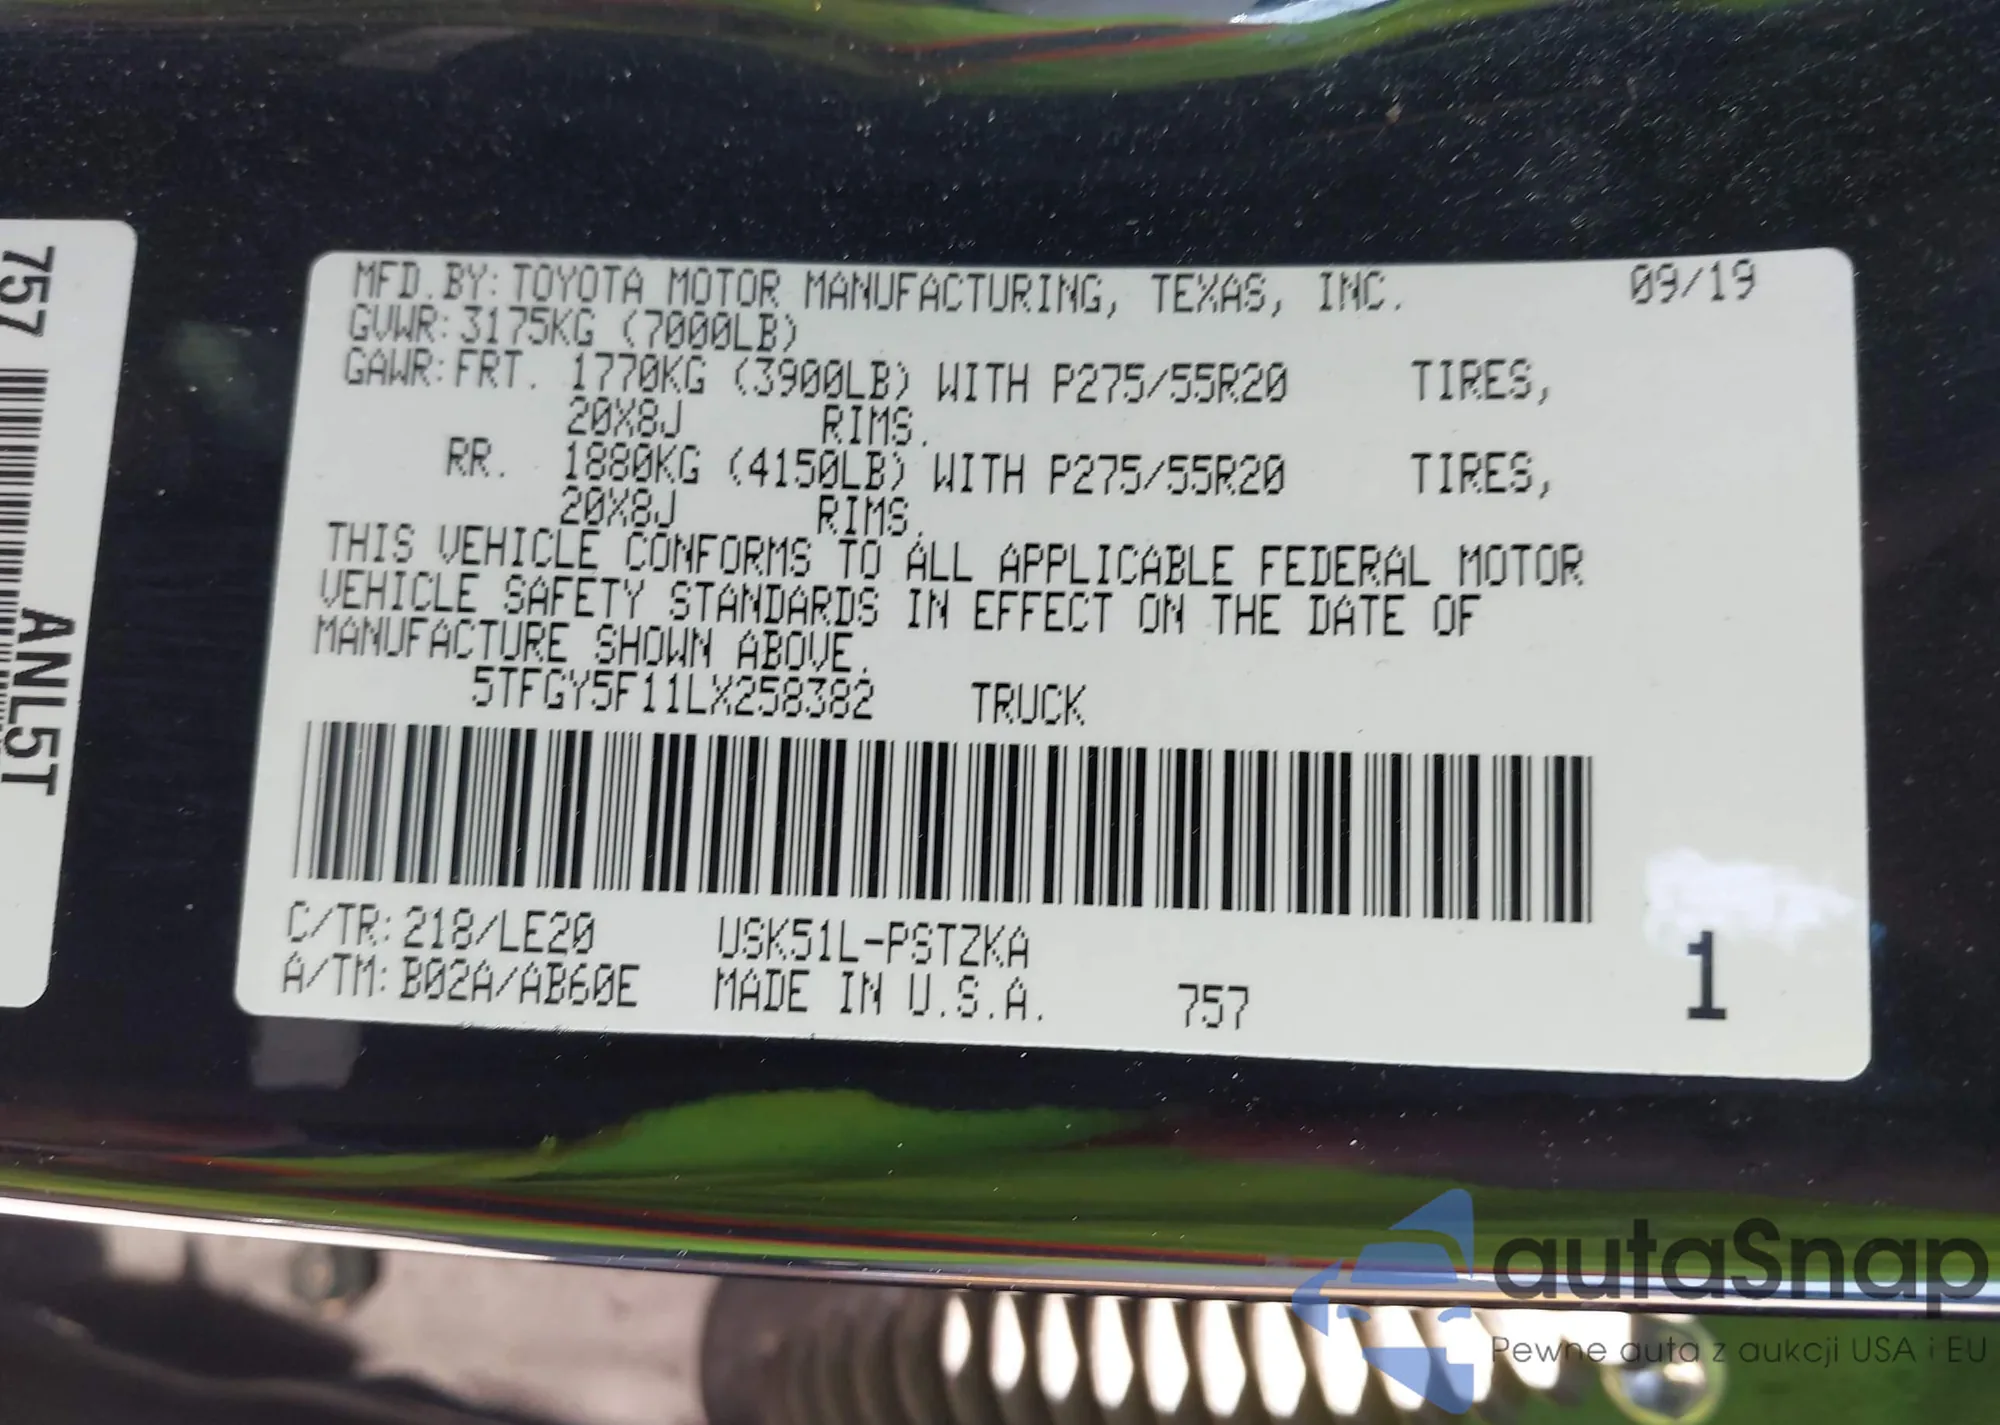 757
ANL5T
MFD.BY: TOYOTA MOTOR MANUFACTURING, TEXAS, INC. 09/19
GVWR: 3175KG (7000LB)
GAWR: FRT. 1770KG (3900LB) WITH P275/55R20 TIRES,
20X8J RIMS.
RR. 1880KG (4150LB) WITH P275/55R20 TIRES,
20X8J RIMS.
THIS VEHICLE CONFORMS TO ALL APPLICABLE FEDERAL MOTOR
VEHICLE SAFETY STANDARDS IN EFFECT ON THE DATE OF
MANUFACTURE SHOWN ABOVE.
5TFGY5F11LX258382 TRUCK
C/TR: 218/LE20 USK51L-PSTZKA
A/TM: B02A/AB60E MADE IN U.S.A. 757
1
autaSnap
Pewne auta z aukcji USA i EU